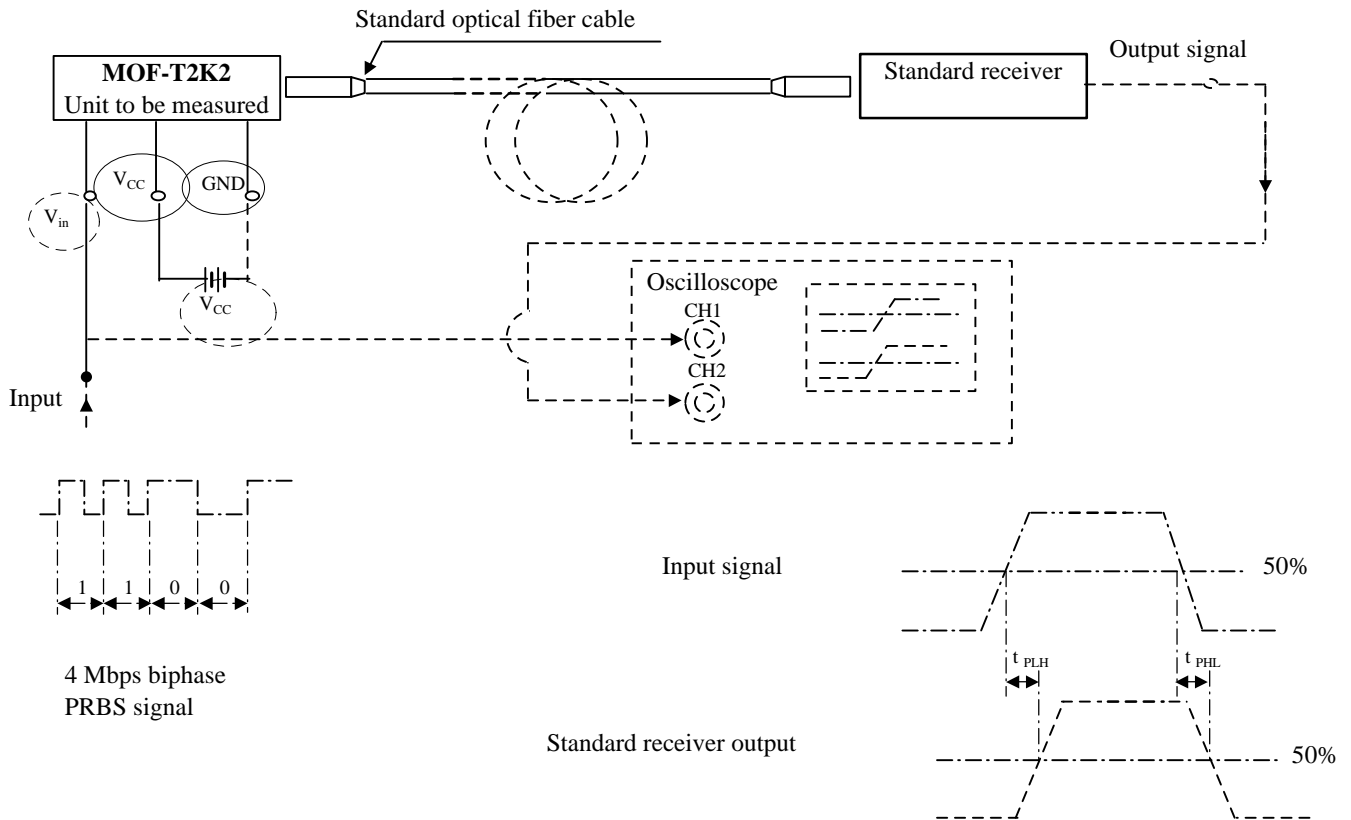 Standard optical fiber cable
MOF-T2K2
Unit to be measured
Standard receiver
Output signal
V_CC
GND
V_in
V_CC
Oscilloscope
CH1
CH2
Input
1 1 0 0
4 Mbps biphase
PRBS signal
Input signal
50%
t PLH
t PHL
Standard receiver output
50%